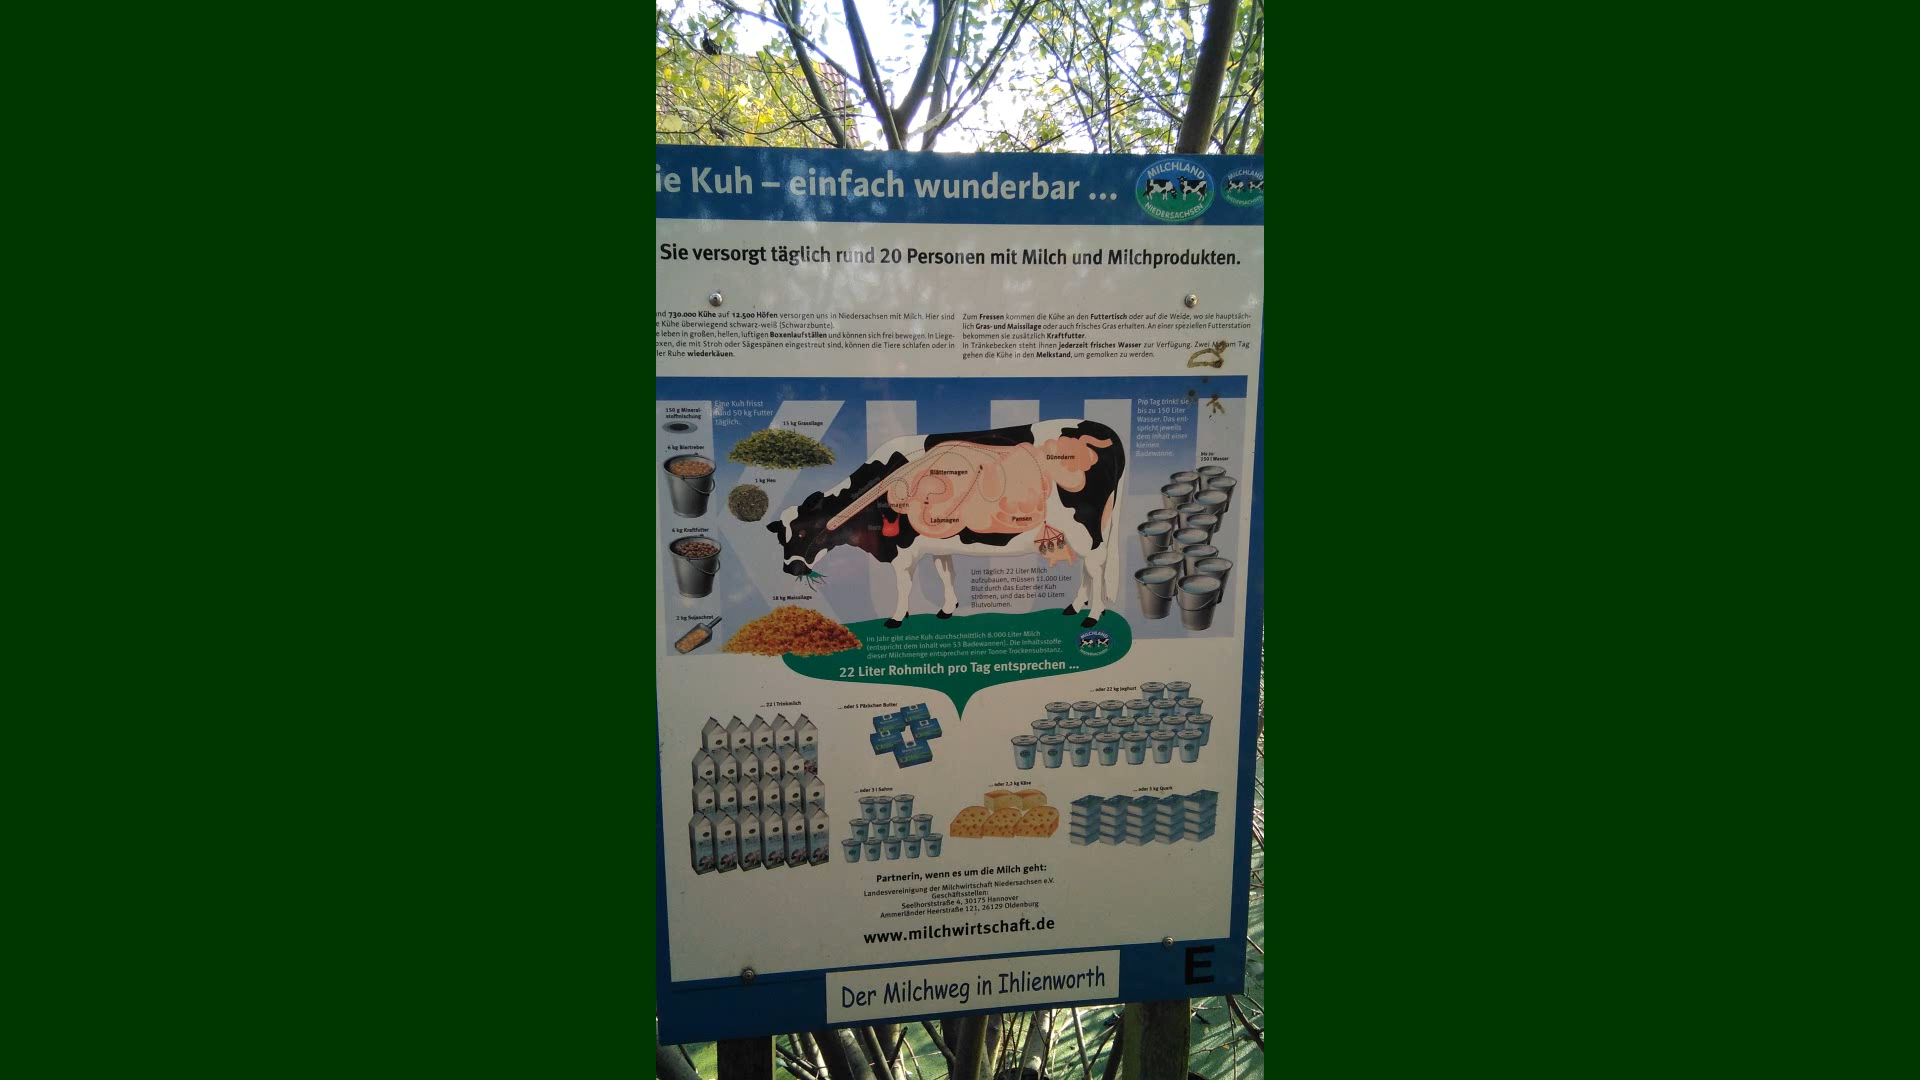 ie Kuh – einfach wunderbar ...
MILCHLAND
NIEDERSACHSEN
MILCHLAND
NIEDERSACHSEN
Sie versorgt täglich rund 20 Personen mit Milch und Milchprodukten.
nd 730.000 Kühe auf 12.500 Höfen versorgen uns in Niedersachsen mit Milch. Hier sind
e Kühe überwiegend schwarz-weiß (Schwarzbunte).
e leben in großen, hellen, luftigen Boxenlaufställen und können sich frei bewegen. In Liege-
oxen, die mit Stroh oder Sägespänen eingestreut sind, können die Tiere schlafen oder in
ler Ruhe wiederkäuen.
Zum Fressen kommen die Kühe an den Futtertisch oder auf die Weide, wo sie hauptsäch-
lich Gras- und Maissilage oder auch frisches Gras erhalten. An einer speziellen Futterstation
bekommen sie zusätzlich Kraftfutter.
In Tränkebecken steht ihnen jederzeit frisches Wasser zur Verfügung. Zwei Mal am Tag
gehen die Kühe in den Melkstand, um gemolken zu werden.
KUH
150 g Mineral-
stoffmischung
Eine Kuh frisst
rund 50 kg Futter
täglich.
13 kg Grassilage
4 kg Biertreber
1 kg Heu
6 kg Kraftfutter
18 kg Maissilage
2 kg Sojaschrot
Blättermagen
Dünndarm
Labmagen
Pansen
Pro Tag trinkt sie
bis zu 150 Liter
Wasser. Das ent-
spricht jeweils
dem Inhalt einer
kleinen
Badewanne.
bis zu
150 l Wasser
Um täglich 22 Liter Milch
aufzubauen, müssen 11.000 Liter
Blut durch das Euter der Kuh
strömen, und das bei 40 Litern
Blutvolumen.
Im Jahr gibt eine Kuh durchschnittlich 8.000 Liter Milch
(entspricht dem Inhalt von 53 Badewannen). Die Inhaltsstoffe
dieser Milchmenge entsprechen einer Tonne Trockensubstanz.
MILCHLAND
NIEDERSACHSEN
22 Liter Rohmilch pro Tag entsprechen ...
... 22 l Trinkmilch
... oder 5 Päckchen Butter
... oder 22 kg Joghurt
... oder 3 l Sahne
... oder 2,2 kg Käse
... oder 5 kg Quark
Partnerin, wenn es um die Milch geht:
Landesvereinigung der Milchwirtschaft Niedersachsen e.V.
Geschäftsstellen:
Seelhorststraße 4, 30175 Hannover
Ammerländer Heerstraße 121, 26129 Oldenburg
www.milchwirtschaft.de
E
Der Milchweg in Ihlienworth